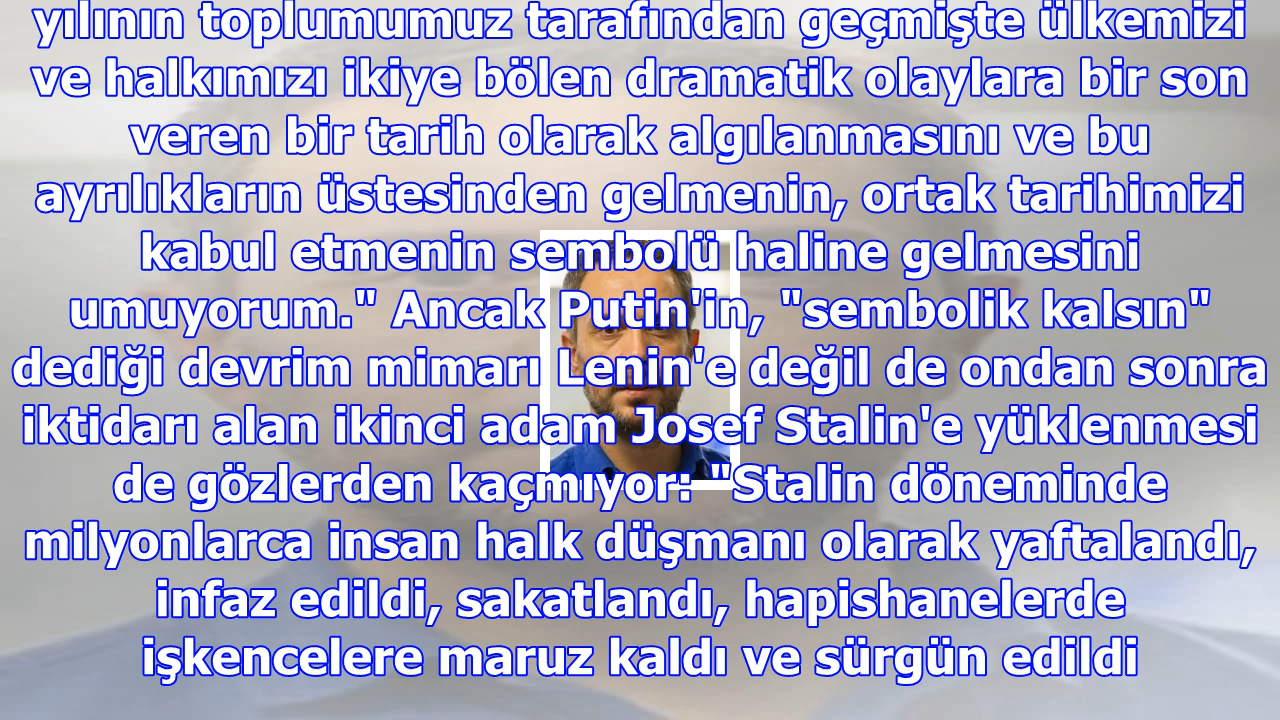 yılının toplumumuz tarafından geçmişte ülkemizi
ve halkımızı ikiye bölen dramatik olaylara bir son
veren bir tarih olarak algılanmasını ve bu
ayrılıkların üstesinden gelmenin, ortak tarihimizi
kabul etmenin sembolü haline gelmesini
umuyorum." Ancak Putin'in, "sembolik kalsın"
dediği devrim mimarı Lenin'e değil de ondan sonra
iktidarı alan ikinci adam Josef Stalin'e yüklenmesi
de gözlerden kaçmıyor: "Stalin döneminde
milyonlarca insan halk düşmanı olarak yaftalandı,
infaz edildi, sakatlandı, hapishanelerde
işkencelere maruz kaldı ve sürgün edildi